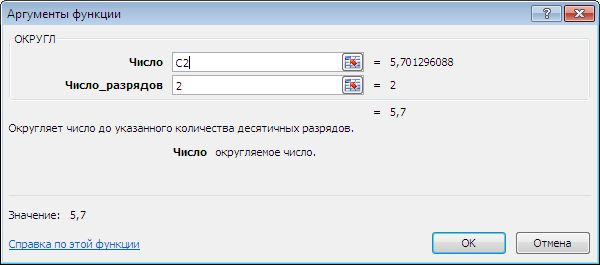 Аргументы функции
ОКРУГЛ
Число C2 = 5,701296088
Число_разрядов 2 = 2
= 5,7
Округляет число до указанного количества десятичных разрядов.
Число округляемое число.
Значение: 5,7
Справка по этой функции ОК Отмена